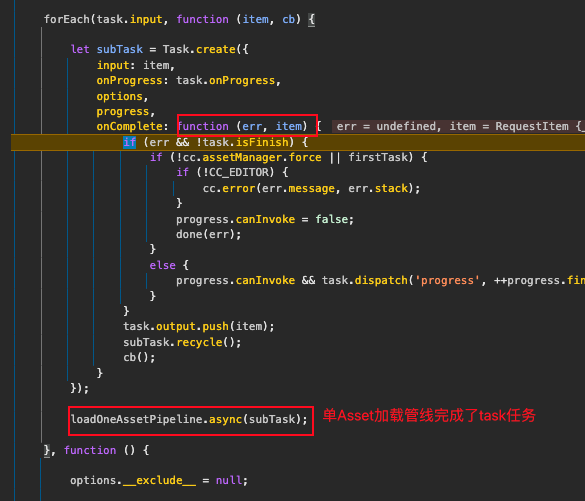 forEach(task.input, function (item, cb) {
let subTask = Task.create({
input: item,
onProgress: task.onProgress,
options,
progress,
onComplete: function (err, item) { err = undefined, item = RequestItem {_
if (err && !task.isFinish) {
if (!cc.assetManager.force || firstTask) {
if (!CC_EDITOR) {
cc.error(err.message, err.stack);
}
progress.canInvoke = false;
done(err);
}
else {
progress.canInvoke && task.dispatch('progress', ++progress.fin
}
}
task.output.push(item);
subTask.recycle();
cb();
}
});
loadOneAssetPipeline.async(subTask); 单Asset加载管线完成了task任务
}, function () {
options.__exclude__ = null;